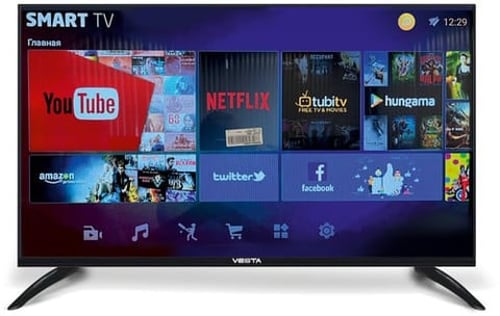 SMART TV
12:29
Главная
YouTube
NETFLIX
tubitv
FREE TV & MOVIES
hungama
amazon
twitter
facebook
VESTA